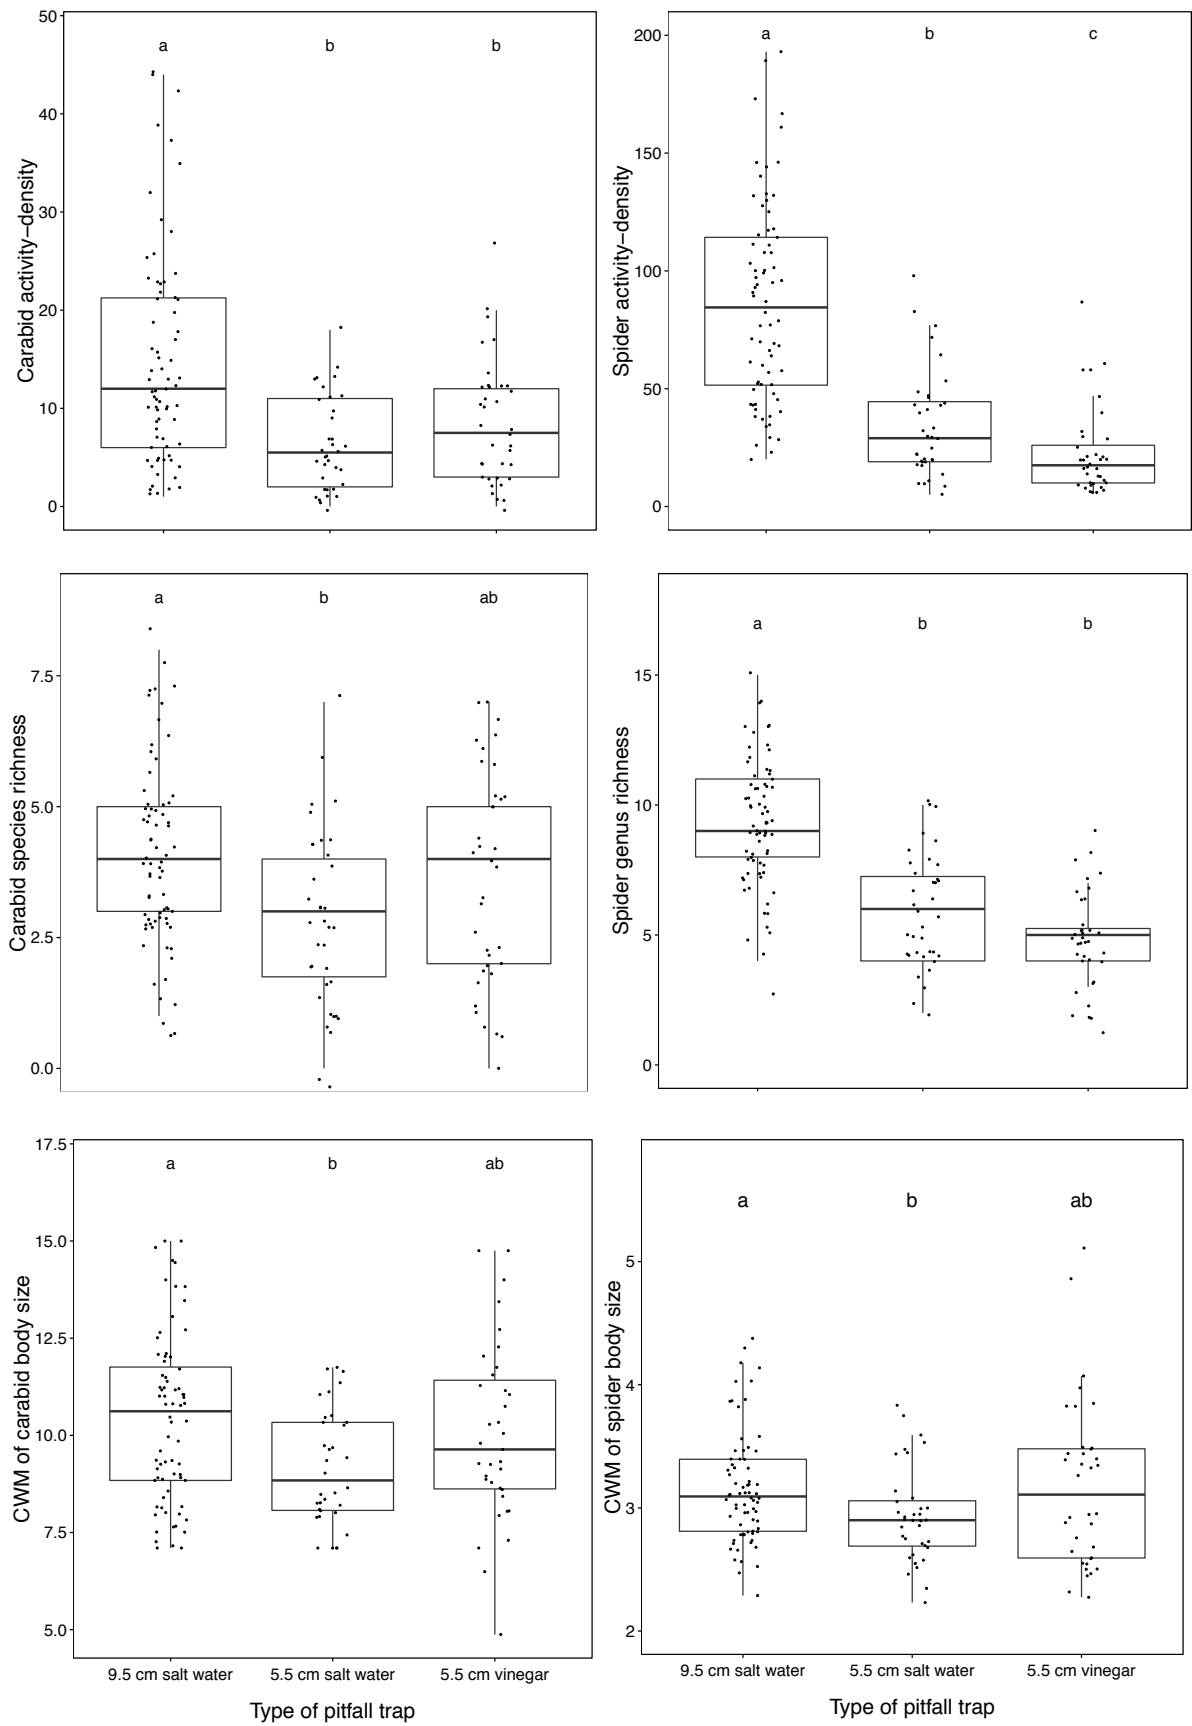 50
40
30
20
10
0
Carabid activity–density
a b b
200
150
100
50
0
Spider activity–density
a b c
7.5
5.0
2.5
0.0
Carabid species richness
a b ab
15
10
5
0
Spider genus richness
a b b
17.5
15.0
12.5
10.0
7.5
5.0
CWM of carabid body size
a b ab
9.5 cm salt water 5.5 cm salt water 5.5 cm vinegar
Type of pitfall trap
5
4
3
2
CWM of spider body size
a b ab
9.5 cm salt water 5.5 cm salt water 5.5 cm vinegar
Type of pitfall trap